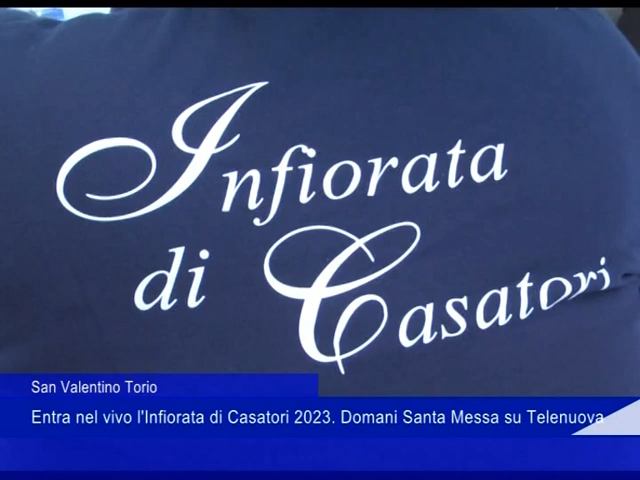 Infiorata
di Casatori
San Valentino Torio
Entra nel vivo l'Infiorata di Casatori 2023. Domani Santa Messa su Telenuova